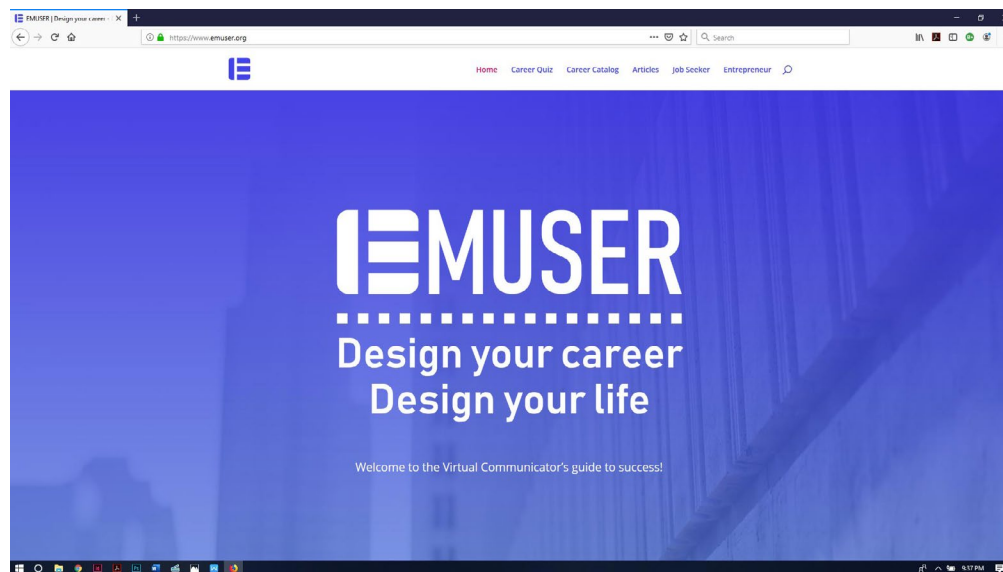 EMUSER | Design your career -
https://www.emuser.org
Search
Home Career Quiz Career Catalog Articles Job Seeker Entrepreneur
EMUSER
Design your career
Design your life
Welcome to the Virtual Communicator's guide to success!
9:37 PM